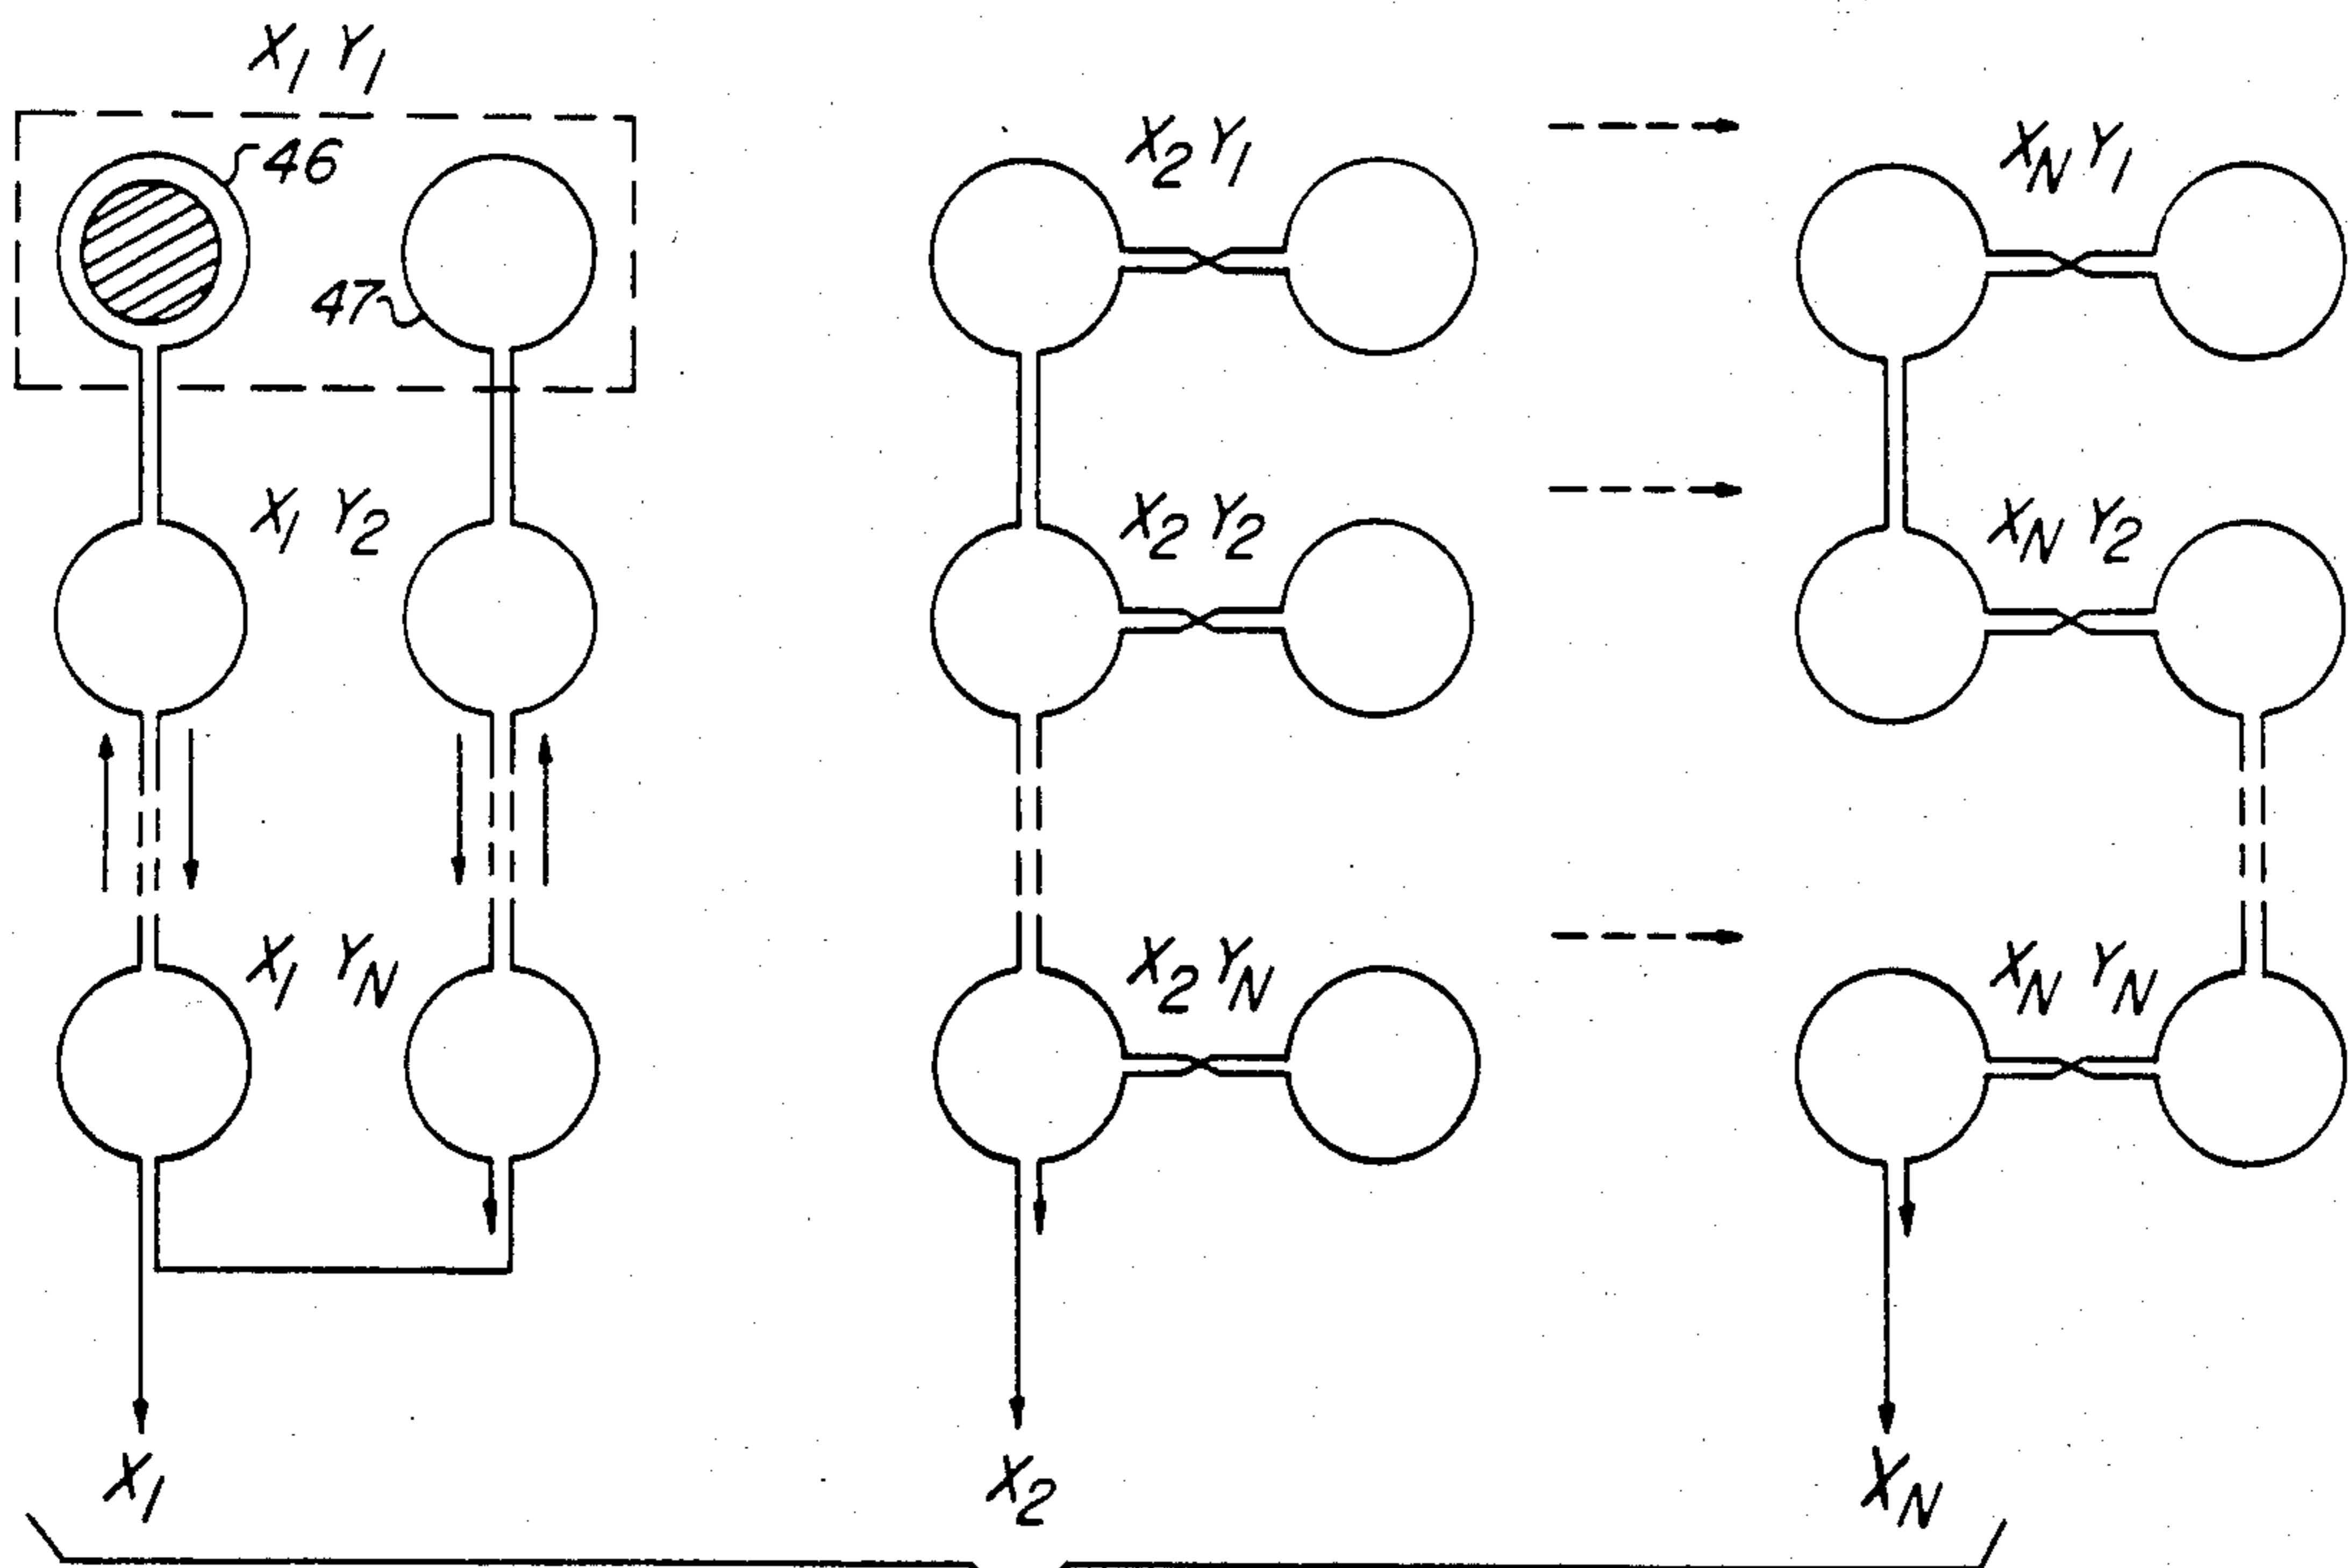 X1 Y1
46
X2 Y1
XN Y1
47
X1 Y2
X2 Y2
XN Y2
X1 YN
X2 YN
XN YN
X1
X2
XN